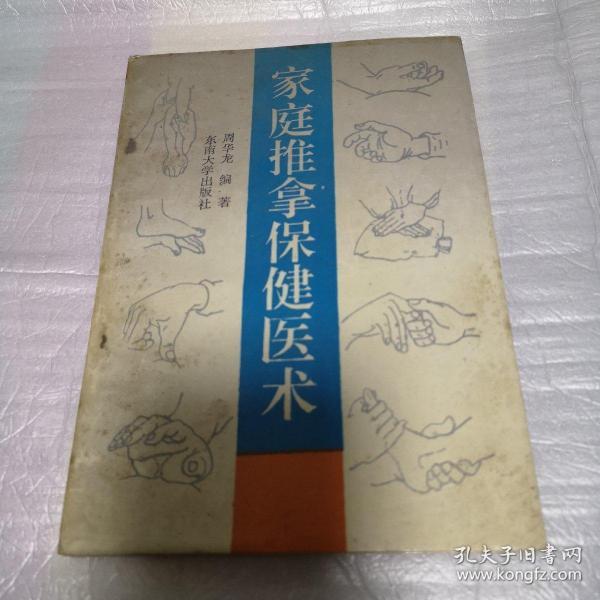 家庭推拿保健医术
周华龙 编·著
东南大学出版社
孔夫子旧书网
www.kongfz.com